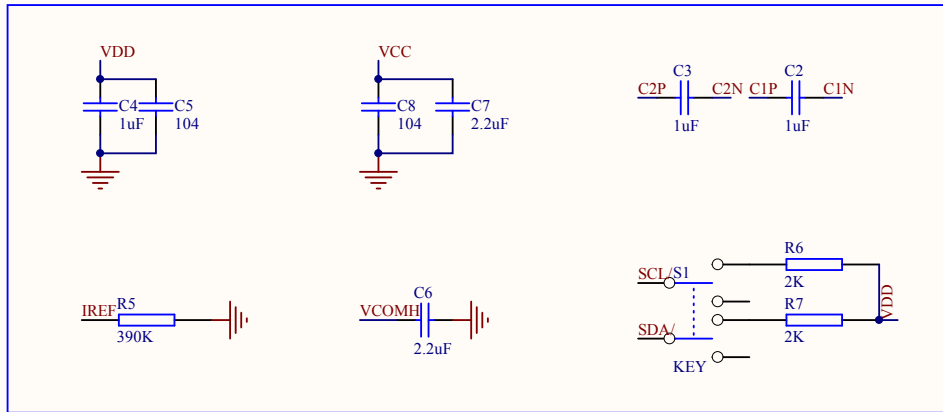 VDD
C4
1uF
C5
104
VCC
C8
104
C7
2.2uF
C3
C2P
C2N
1uF
C2
C1P
C1N
1uF
IREF
R5
390K
C6
VCOMH
2.2uF
R6
SCL/
S1
2K
R7
VDD
SDA/
2K
KEY